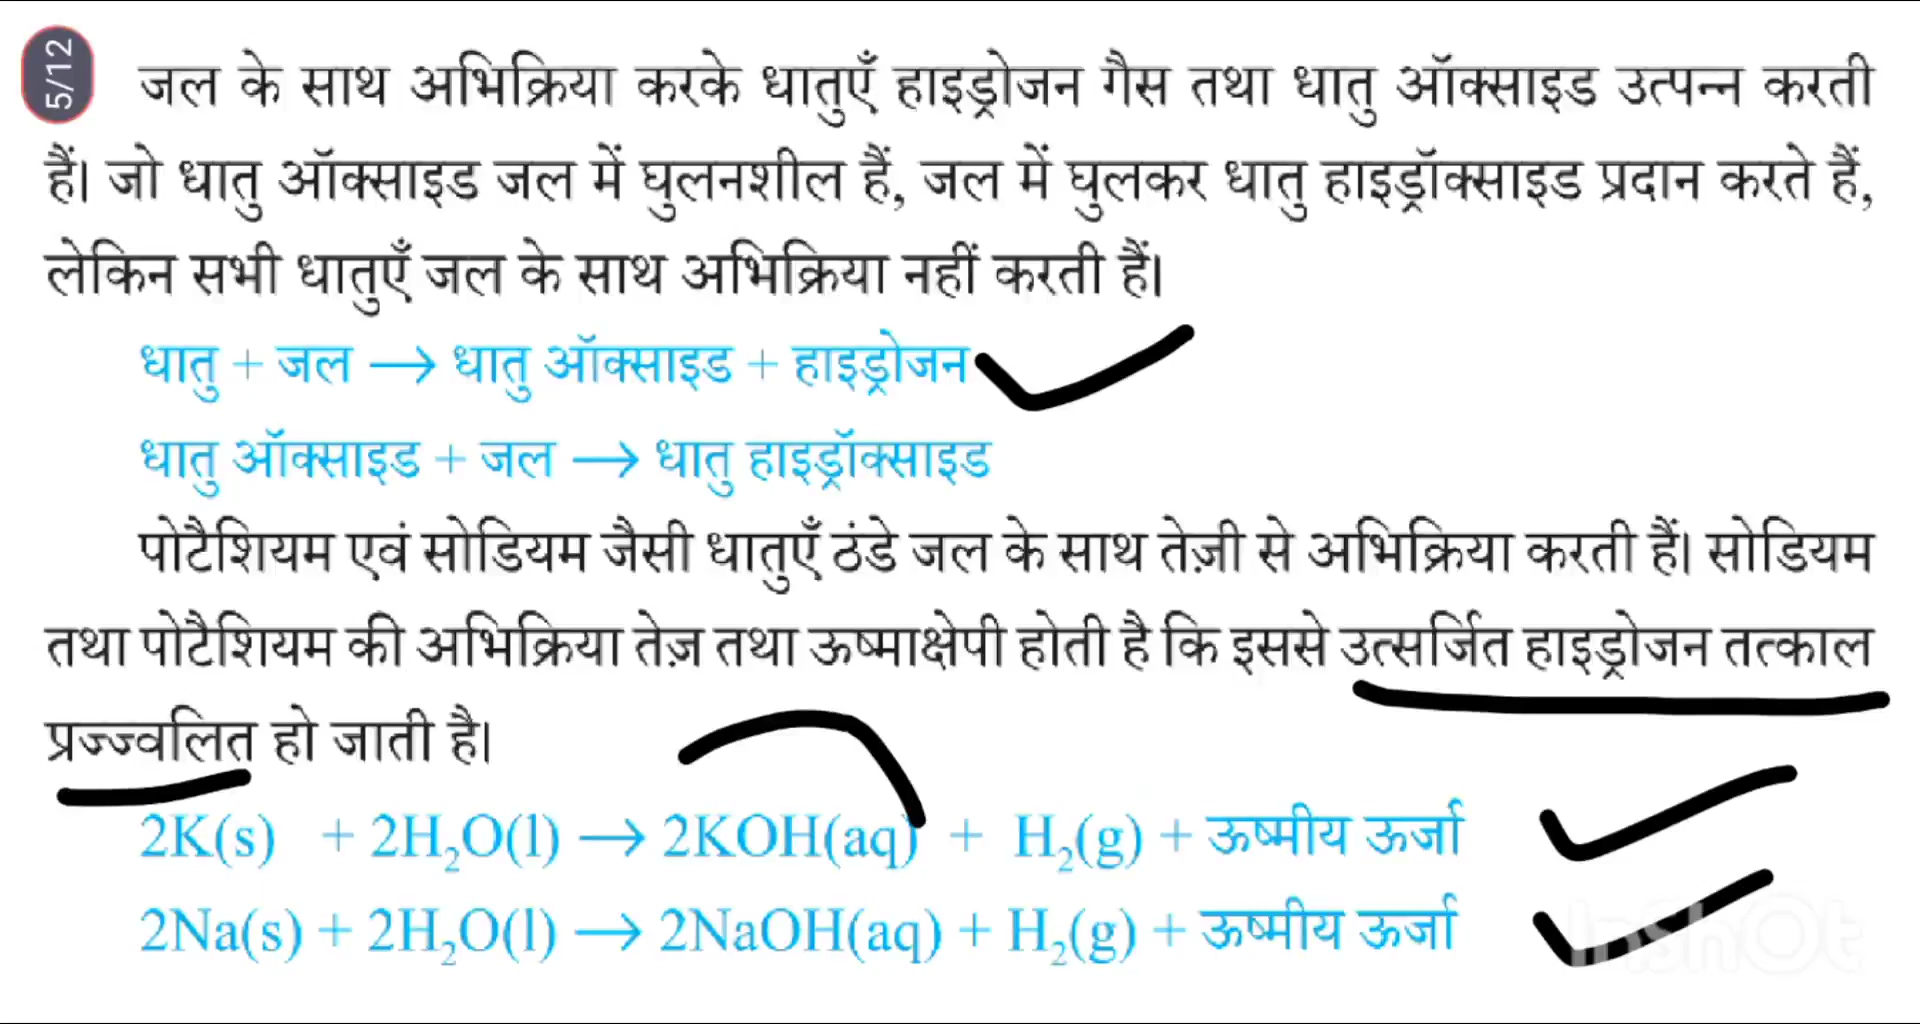 5/12
जल के साथ अभिक्रिया करके धातुएँ हाइड्रोजन गैस तथा धातु ऑक्साइड उत्पन्न करती
हैं। जो धातु ऑक्साइड जल में घुलनशील हैं, जल में घुलकर धातु हाइड्रॉक्साइड प्रदान करते हैं,
लेकिन सभी धातुएँ जल के साथ अभिक्रिया नहीं करती हैं।
धातु + जल → धातु ऑक्साइड + हाइड्रोजन
धातु ऑक्साइड + जल → धातु हाइड्रॉक्साइड
पोटैशियम एवं सोडियम जैसी धातुएँ ठंडे जल के साथ तेज़ी से अभिक्रिया करती हैं। सोडियम
तथा पोटैशियम की अभिक्रिया तेज़ तथा ऊष्माक्षेपी होती है कि इससे उत्सर्जित हाइड्रोजन तत्काल
प्रज्ज्वलित हो जाती है।
2K(s) + 2H₂O(l) → 2KOH(aq) + H₂(g) + ऊष्मीय ऊर्जा
2Na(s) + 2H₂O(l) → 2NaOH(aq) + H₂(g) + ऊष्मीय ऊर्जा
InShOt